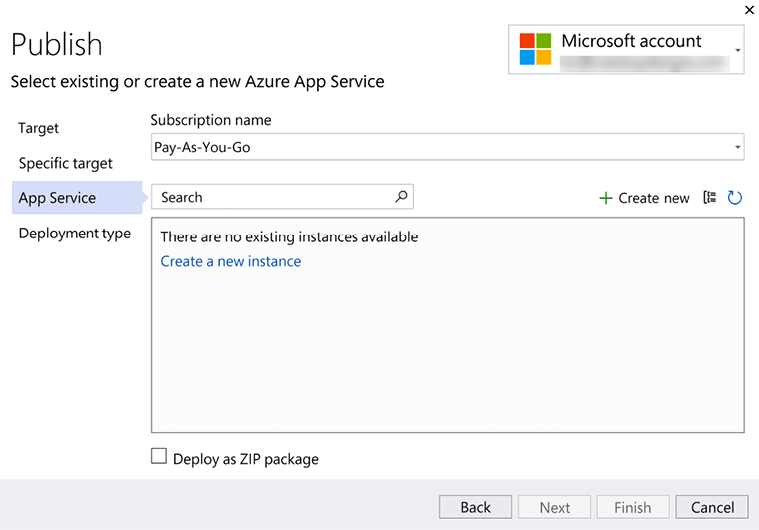 Publish
Microsoft account
Select existing or create a new Azure App Service
Target
Specific target
App Service
Deployment type
Subscription name
Pay-As-You-Go
Search
Create new
There are no existing instances available
Create a new instance
Deploy as ZIP package
Back
Next
Finish
Cancel